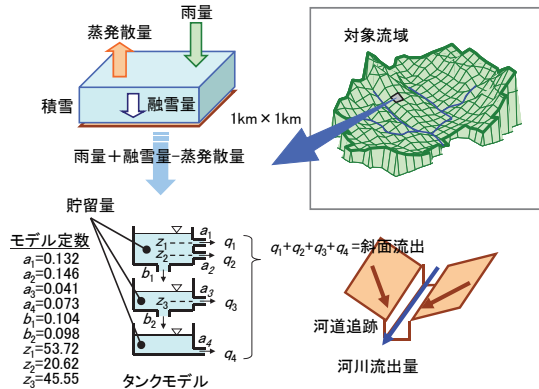 雨量
蒸発散量
積雪
融雪量
1km×1km
対象流域
雨量＋融雪量-蒸発散量
貯留量
モデル定数
a1=0.132
a2=0.146
a3=0.041
a4=0.073
b1=0.104
b2=0.098
z1=53.72
z2=20.62
z3=45.55
z1
z2
a1
q1
a2
q2
b1
z3
a3
q3
b2
a4
q4
タンクモデル
q1+q2+q3+q4=斜面流出
河道追跡
河川流出量